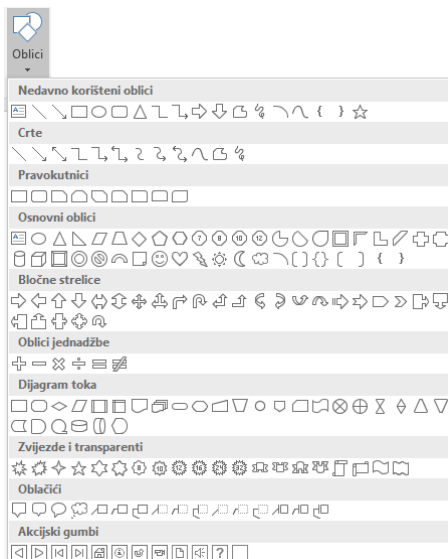 Oblici
Nedavno korišteni oblici
Crte
Pravokutnici
Osnovni oblici
Bločne strelice
Oblici jednadžbe
Dijagram toka
Zvijezde i transparenti
Oblačići
Akcijski gumbi